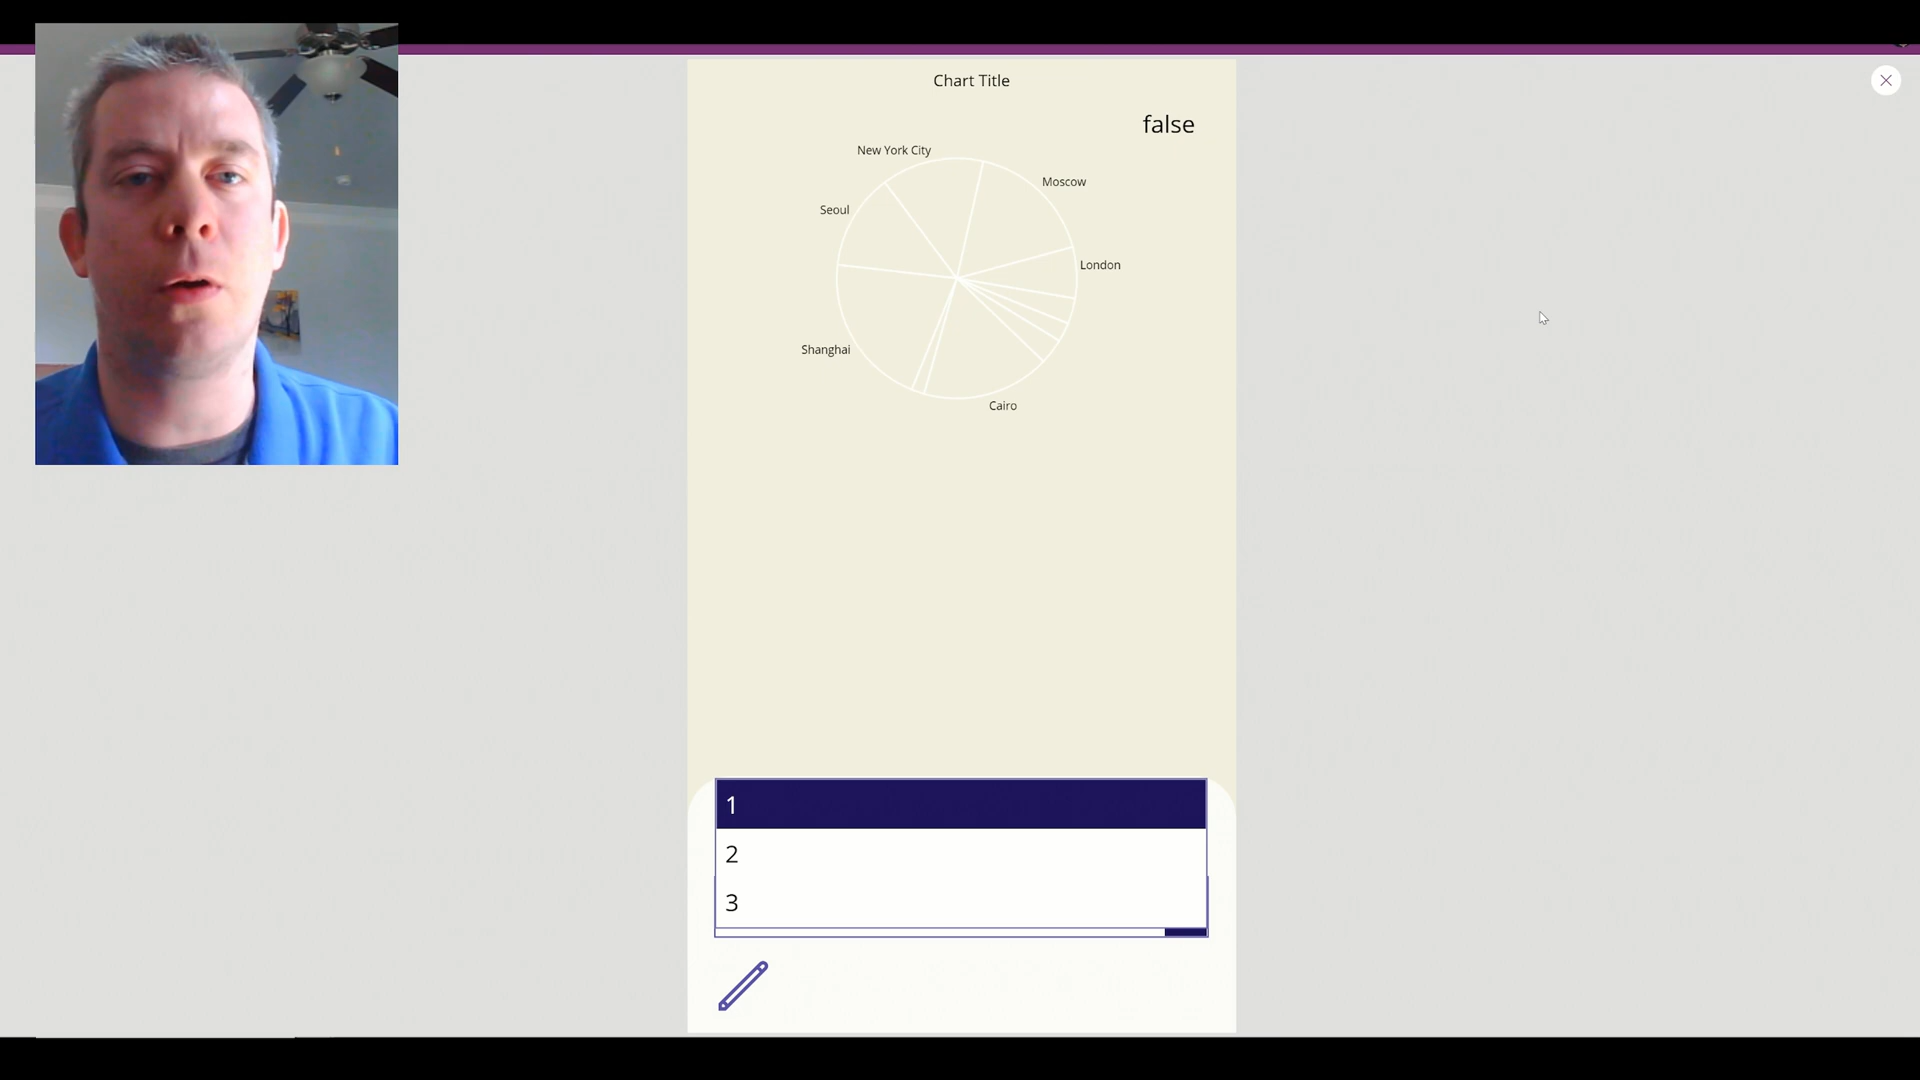 Chart Title
false
New York City
Moscow
Seoul
London
Shanghai
Cairo
1
2
3